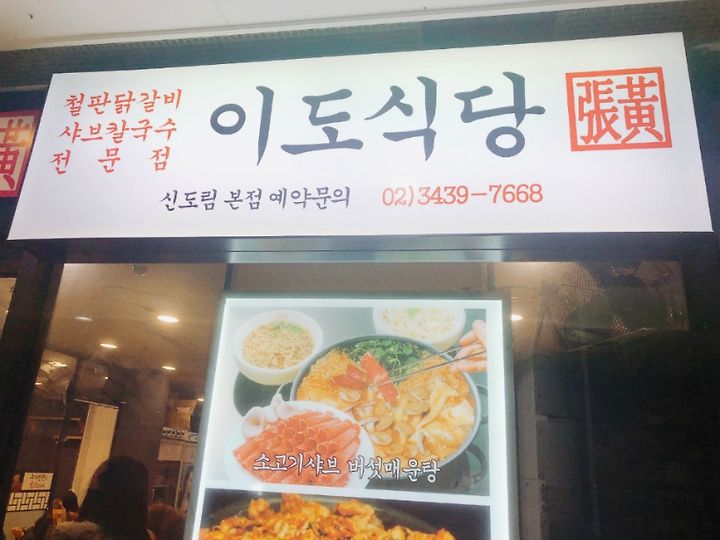 철판닭갈비
샤브칼국수
전문점
이도식당
張黃
신도림 본점 예약문의 02)3439-7668
소고기샤브 버섯매운탕